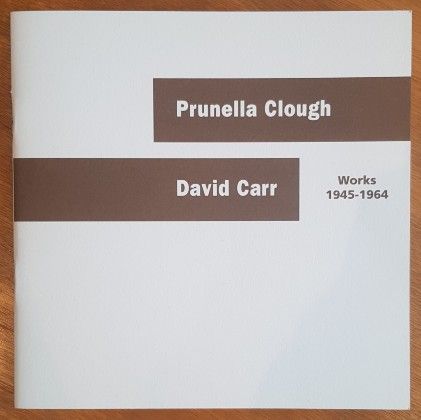 Prunella Clough
David Carr
Works
1945-1964